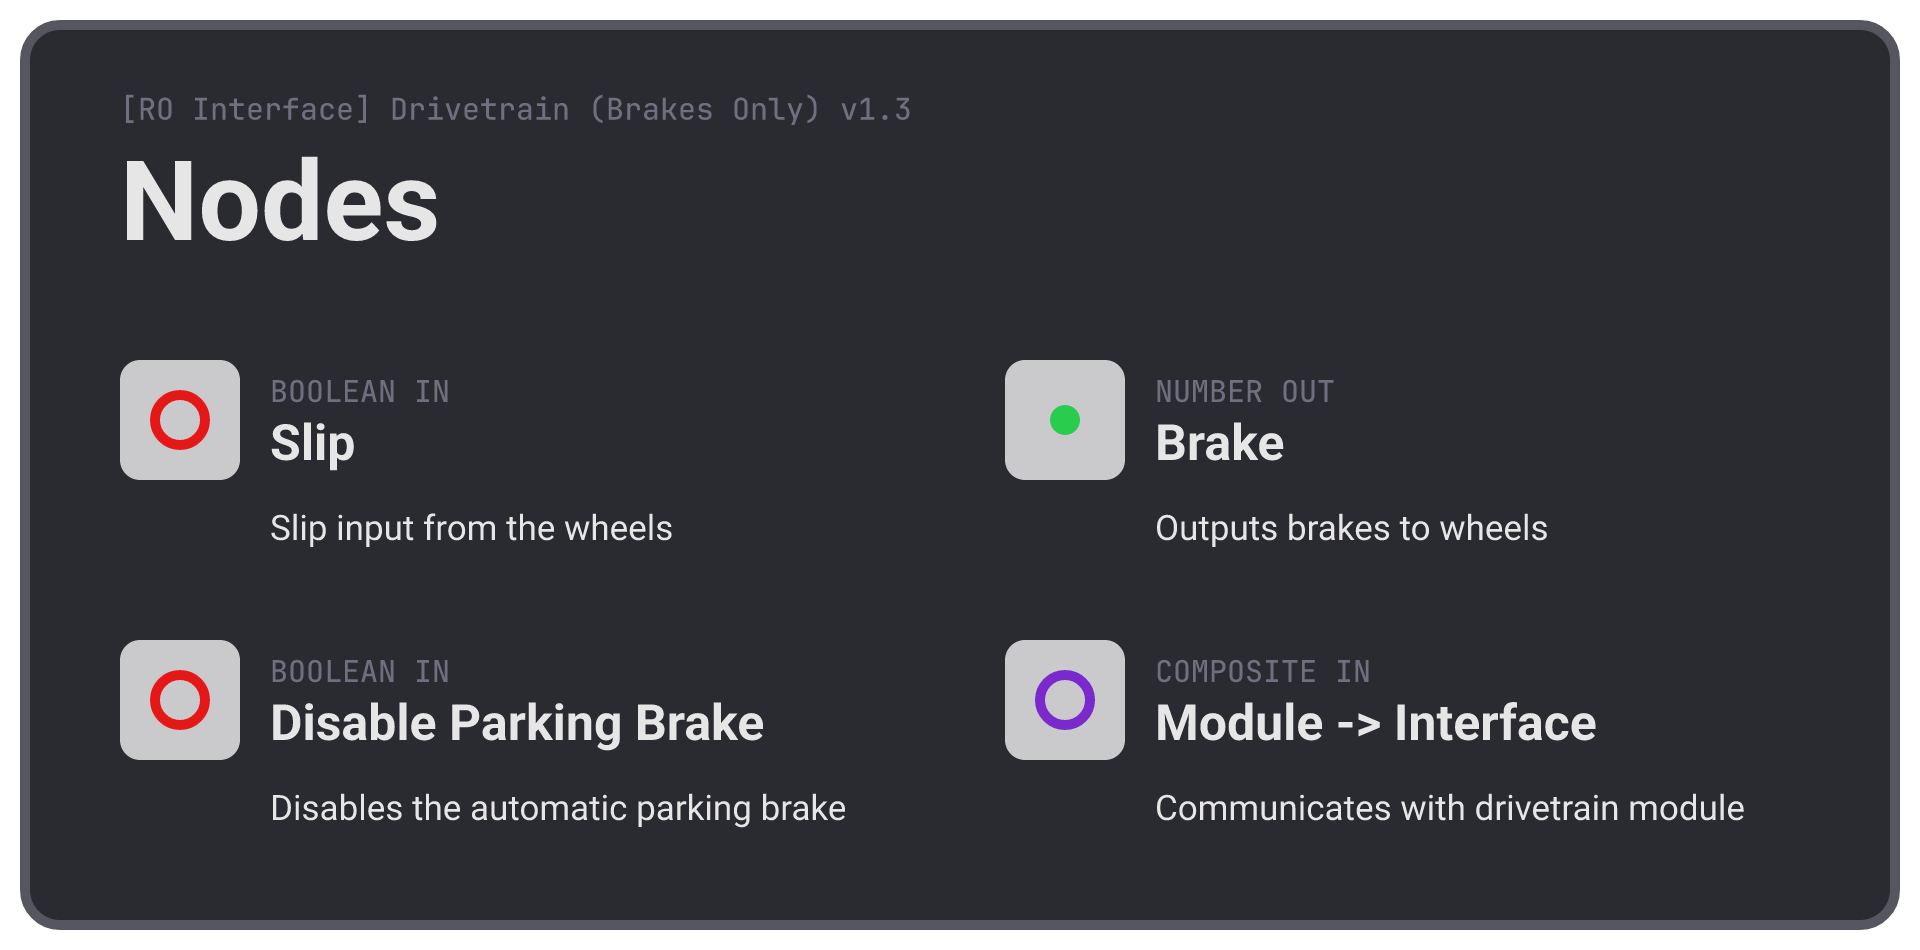 [RO Interface] Drivetrain (Brakes Only) v1.3
Nodes
BOOLEAN IN
Slip
Slip input from the wheels
NUMBER OUT
Brake
Outputs brakes to wheels
BOOLEAN IN
Disable Parking Brake
Disables the automatic parking brake
COMPOSITE IN
Module -> Interface
Communicates with drivetrain module